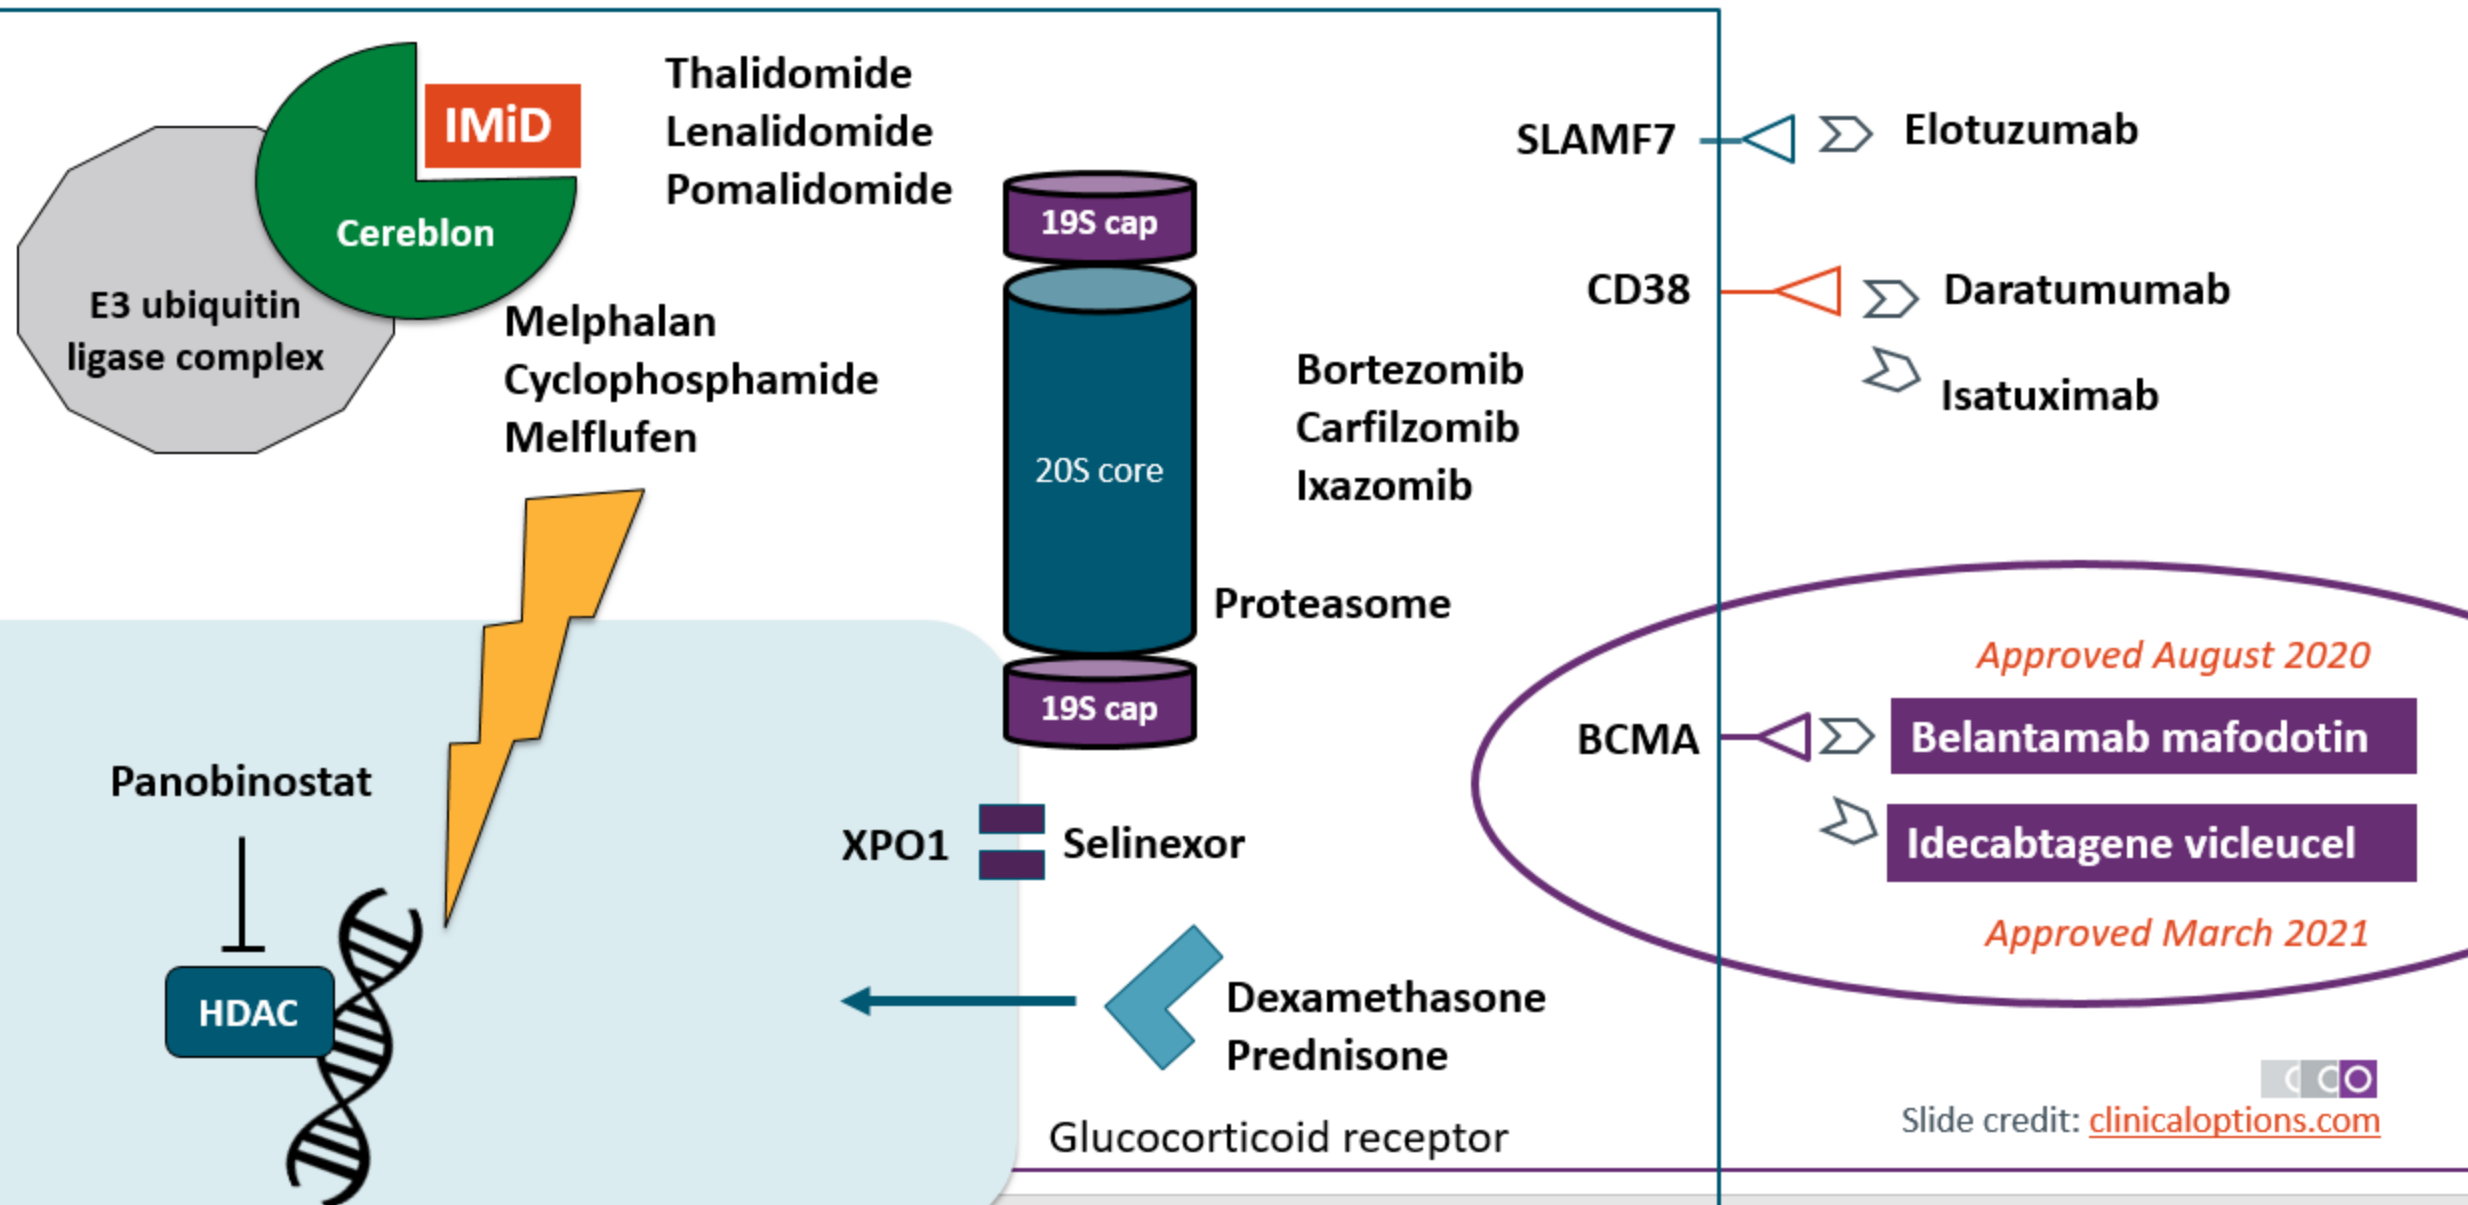 IMiD
Cereblon
E3 ubiquitin
ligase complex
Thalidomide
Lenalidomide
Pomalidomide
Melphalan
Cyclophosphamide
Melflufen
19S cap
20S core
19S cap
Bortezomib
Carfilzomib
Ixazomib
Proteasome
SLAMF7
Elotuzumab
CD38
Daratumumab
Isatuximab
Approved August 2020
BCMA
Belantamab mafodotin
Idecabtagene vicleucel
Approved March 2021
Panobinostat
HDAC
XPO1
Selinexor
Dexamethasone
Prednisone
Glucocorticoid receptor
CCO
Slide credit: clinicaloptions.com